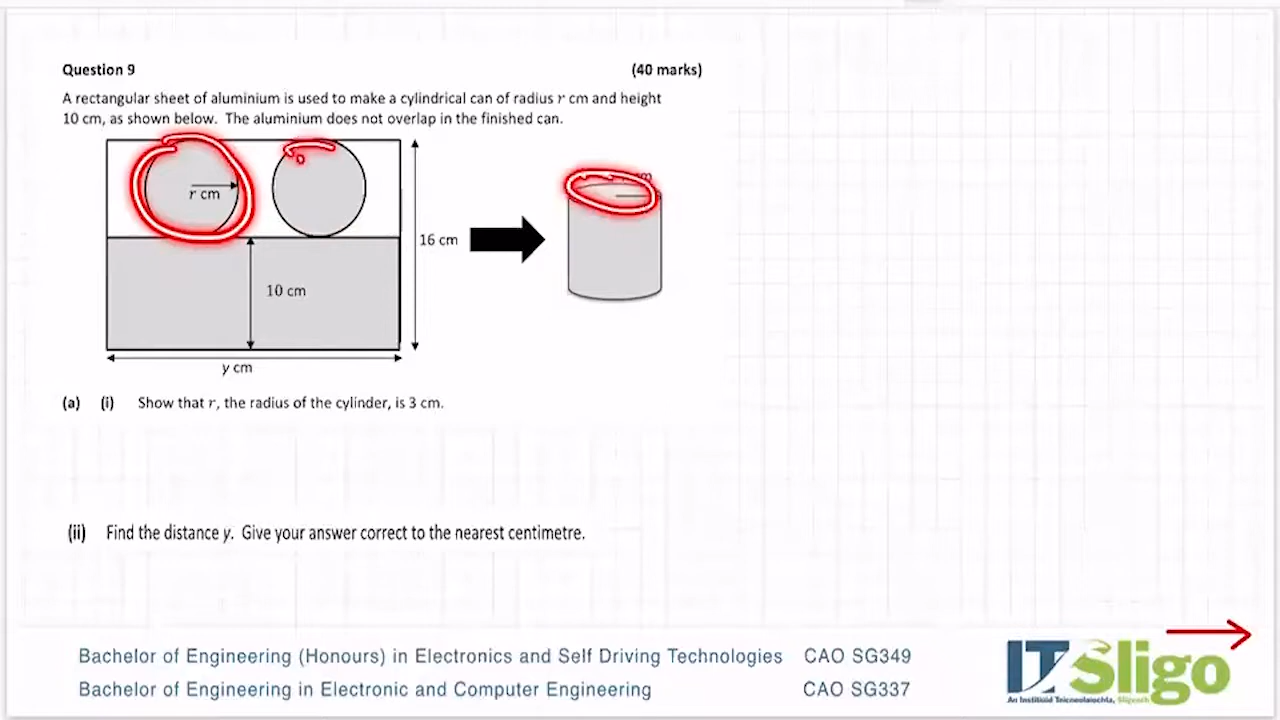 Question 9 (40 marks)
A rectangular sheet of aluminium is used to make a cylindrical can of radius r cm and height
10 cm, as shown below. The aluminium does not overlap in the finished can.
r cm
16 cm
10 cm
y cm
(a) (i) Show that r, the radius of the cylinder, is 3 cm.
(ii) Find the distance y. Give your answer correct to the nearest centimetre.
Bachelor of Engineering (Honours) in Electronics and Self Driving Technologies CAO SG349
Bachelor of Engineering in Electronic and Computer Engineering CAO SG337
IT Sligo
An Institiúid Teicneolaíochta, Sligeach